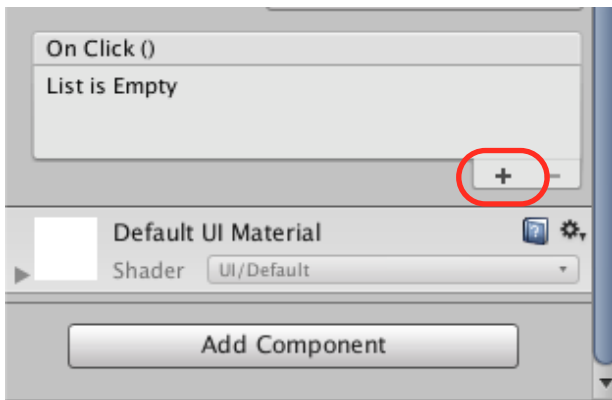 On Click ()
List is Empty
+ −
Default UI Material
Shader UI/Default
Add Component